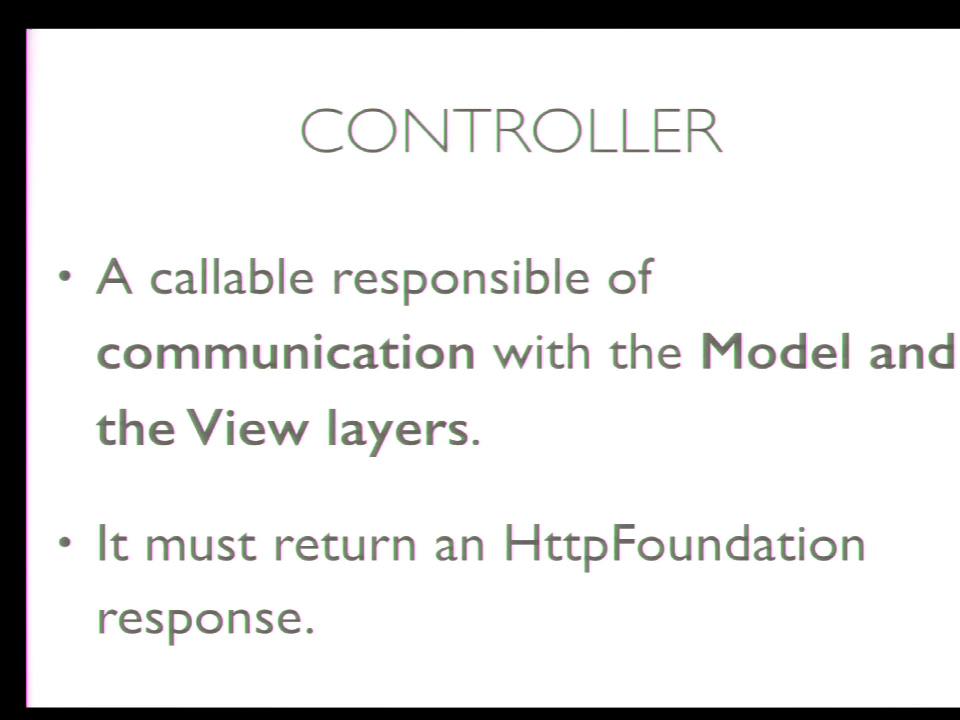 CONTROLLER
• A callable responsible of
communication with the Model and
the View layers.
• It must return an HttpFoundation
response.